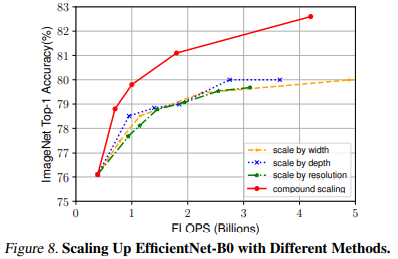 83
82
81
80
79
78
77
76
75
ImageNet Top-1 Accuracy(%)
scale by width
scale by depth
scale by resolution
compound scaling
0 1 2 3 4 5
FLOPS (Billions)
Figure 8. Scaling Up EfficientNet-B0 with Different Methods.